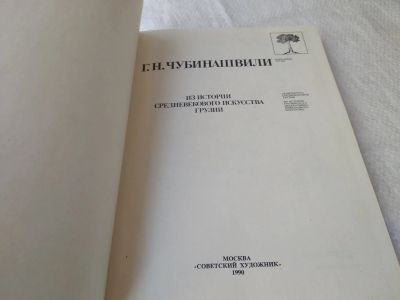 Г. Н. ЧУБИНАШВИЛИ
ИЗ ИСТОРИИ
СРЕДНЕВЕКОВОГО ИСКУССТВА
ГРУЗИИ
МОСКВА
«СОВЕТСКИЙ ХУДОЖНИК»
1990